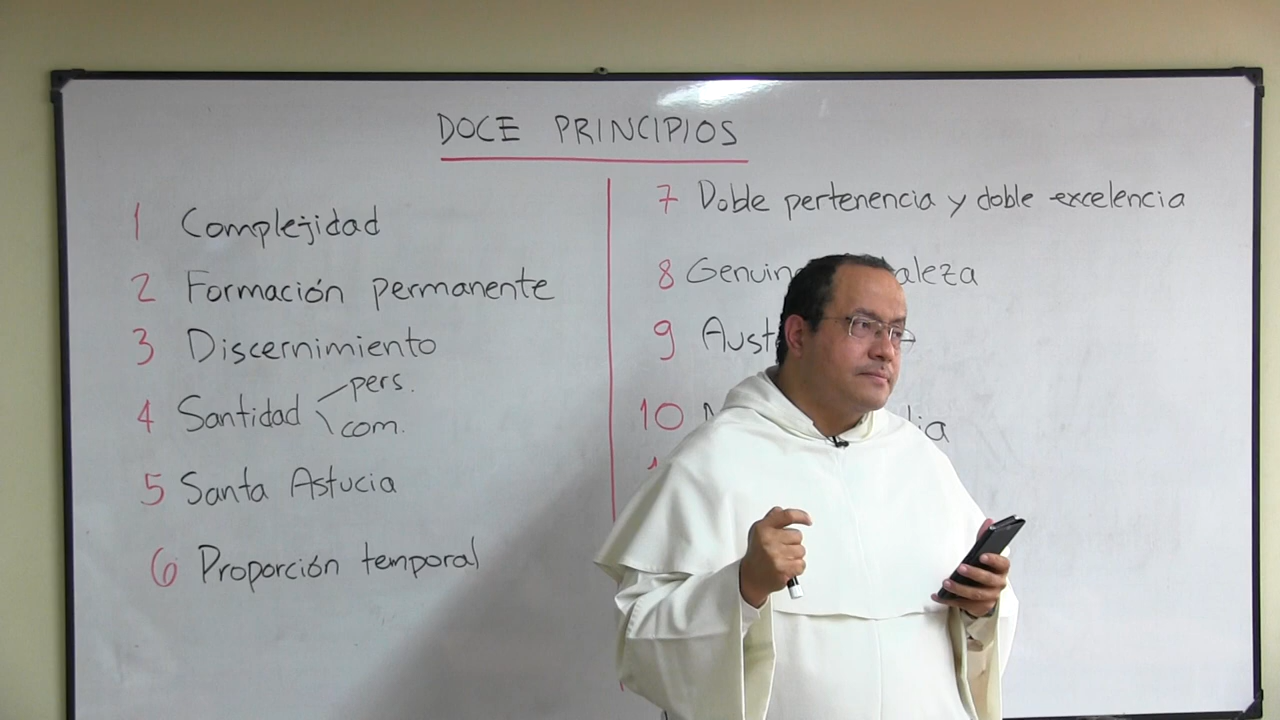 DOCE PRINCIPIOS
1 Complejidad
2 Formación permanente
3 Discernimiento
4 Santidad pers.
com.
5 Santa Astucia
6 Proporción temporal
7 Doble pertenencia y doble excelencia
8
9
10